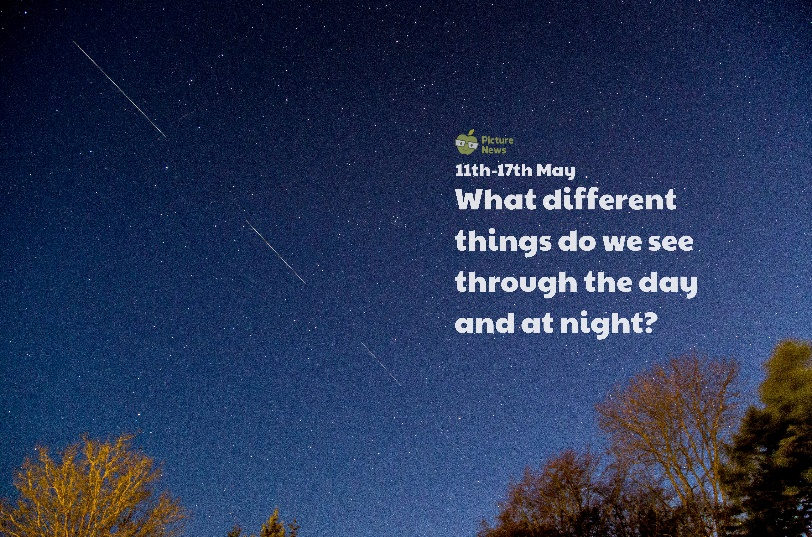 Picture
News
11th-17th May
What different
things do we see
through the day
and at night?